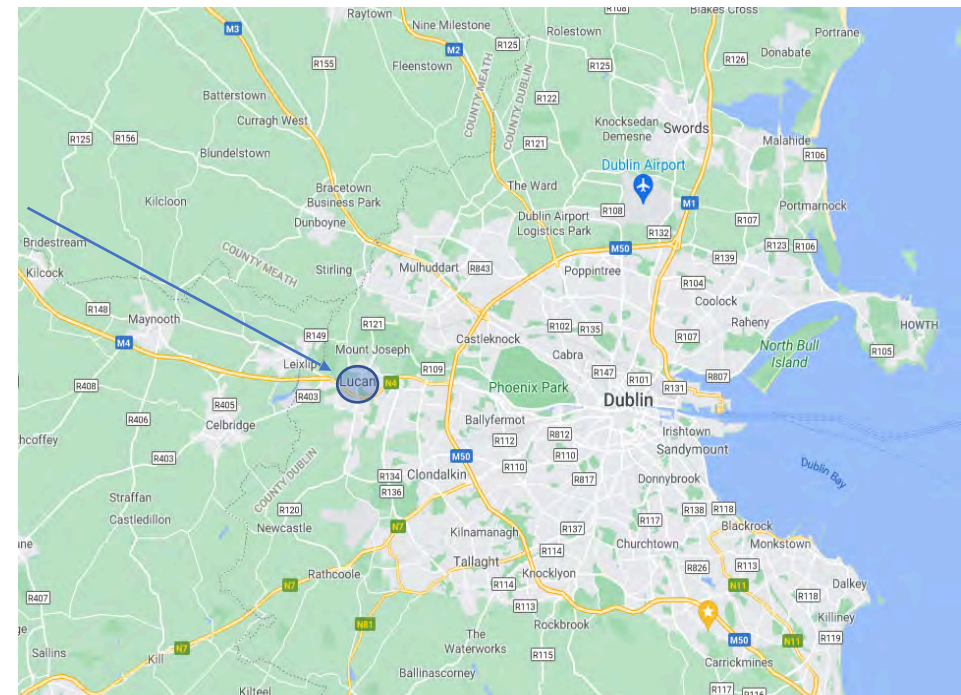 Raytown
R108
Blakes Cross
Nine Milestone
Rolestown
Portrane
M3
M2
R125
R126
Donabate
R155
Fleenstown
R125
COUNTY MEATH
COUNTY DUBLIN
Batterstown
R122
Curragh West
Knocksedan
Demesne
Swords
R125
R156
R121
Malahide
R106
Blundelstown
Dublin Airport
Bracetown
Business Park
The Ward
Kilcloon
M1
Portmarnock
Dunboyne
Dublin Airport
Logistics Park
R108
R107
R132
Bridestream
COUNTY MEATH
M50
R123
R106
Kilcock
Stirling
Mulhuddart
R843
Poppintree
R139
R104
R148
Maynooth
Coolock
R121
R102
R135
Raheny
HOWTH
M4
R149
Castleknock
R107
North Bull
Island
Mount Joseph
Cabra
R105
Leixlip
R109
R147
R101
R807
R408
Lucan
N4
Phoenix Park
R131
R403
Dublin
R405
R406
Celbridge
Ballyfermot
R812
Irishtown
hcoffey
R112
Sandymount
R403
M50
R110
R110
COUNTY DUBLIN
R134
Clondalkin
R817
Donnybrook
Dublin Bay
R136
Straffan
R120
R138
R118
Castledillon
Newcastle
N7
R117
Blackrock
Kilnamanagh
R137
ne
Churchtown
Monkstown
R114
Tallaght
R826
R113
Rathcoole
Knocklyon
Dalkey
N7
R114
N11
R407
R113
R118
Killiney
N81
Rockbrook
ge
The
Waterworks
M50
N11
R119
N7
R115
Sallins
Kill
Carrickmines
Ballinascorney
Kilteel
R117
R116